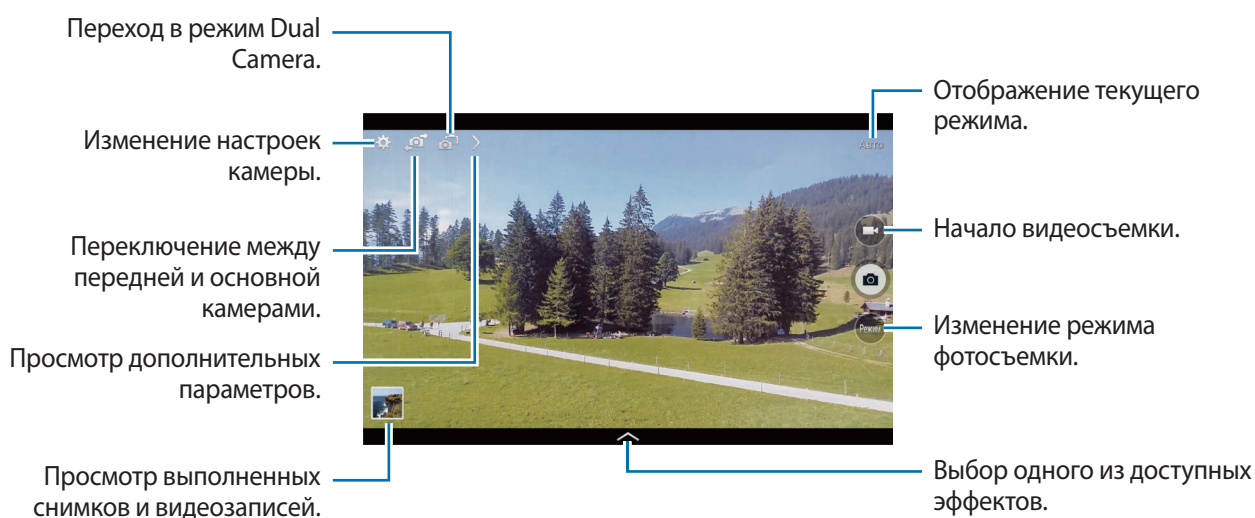 Переход в режим Dual
Camera.
Изменение настроек
камеры.
Переключение между
передней и основной
камерами.
Просмотр дополнительных
параметров.
Просмотр выполненных
снимков и видеозаписей.
Авто
Режим
Отображение текущего
режима.
Начало видеосъемки.
Изменение режима
фотосъемки.
Выбор одного из доступных
эффектов.